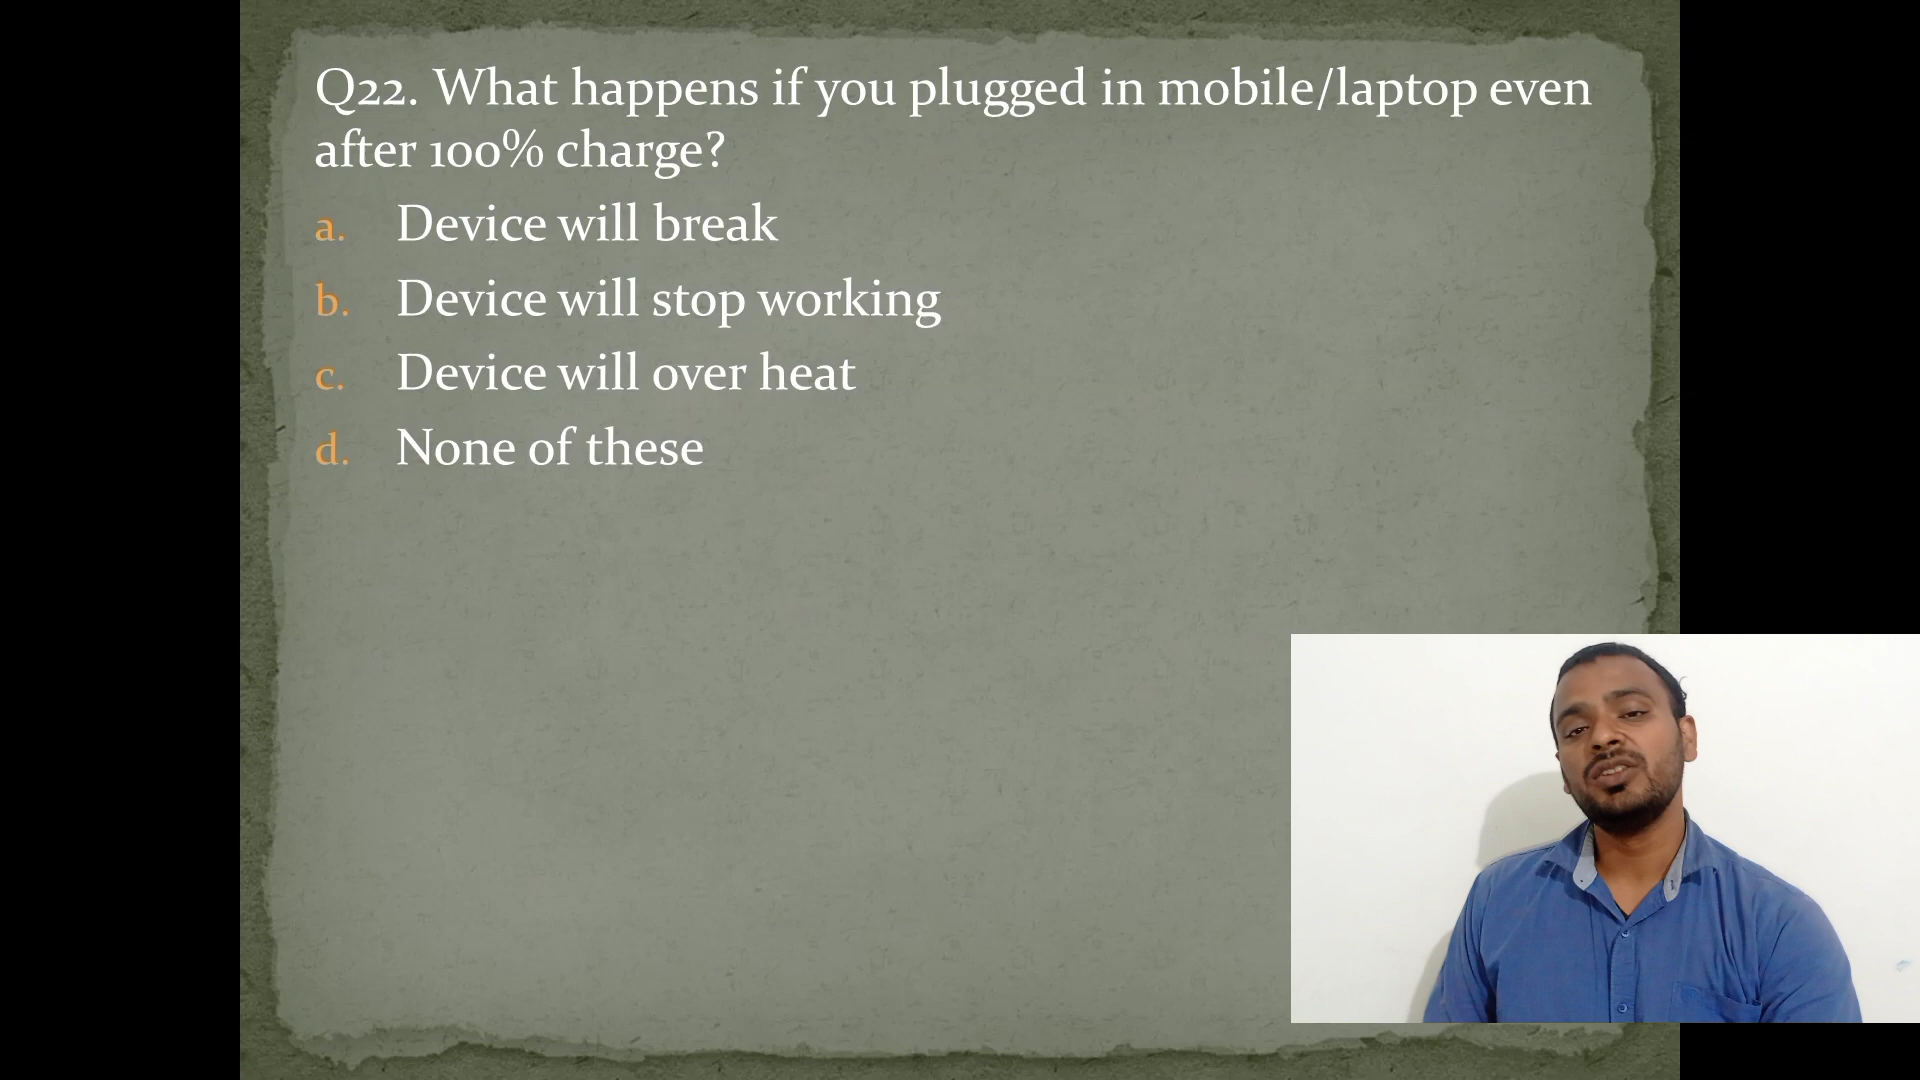 Q22. What happens if you plugged in mobile/laptop even
after 100% charge?
a. Device will break
b. Device will stop working
c. Device will over heat
d. None of these